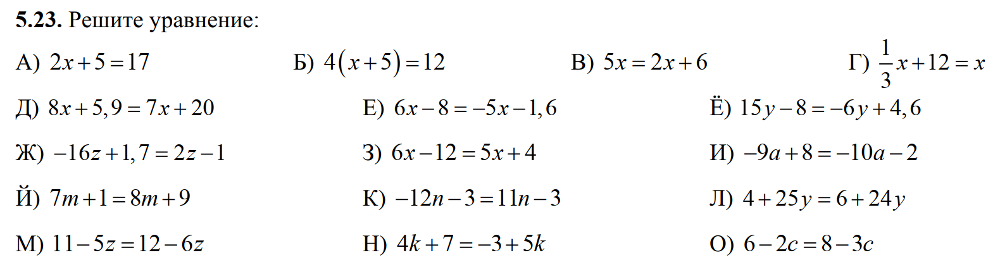 5.23. Решите уравнение:
А) 2x+5=17 Б) 4(x+5)=12 В) 5x=2x+6 Г) 1/3 x+12=x
Д) 8x+5,9=7x+20 Е) 6x−8=−5x−1,6 Ё) 15y−8=−6y+4,6
Ж) −16z+1,7=2z−1 З) 6x−12=5x+4 И) −9a+8=−10a−2
Й) 7m+1=8m+9 К) −12n−3=11n−3 Л) 4+25y=6+24y
М) 11−5z=12−6z Н) 4k+7=−3+5k О) 6−2c=8−3c